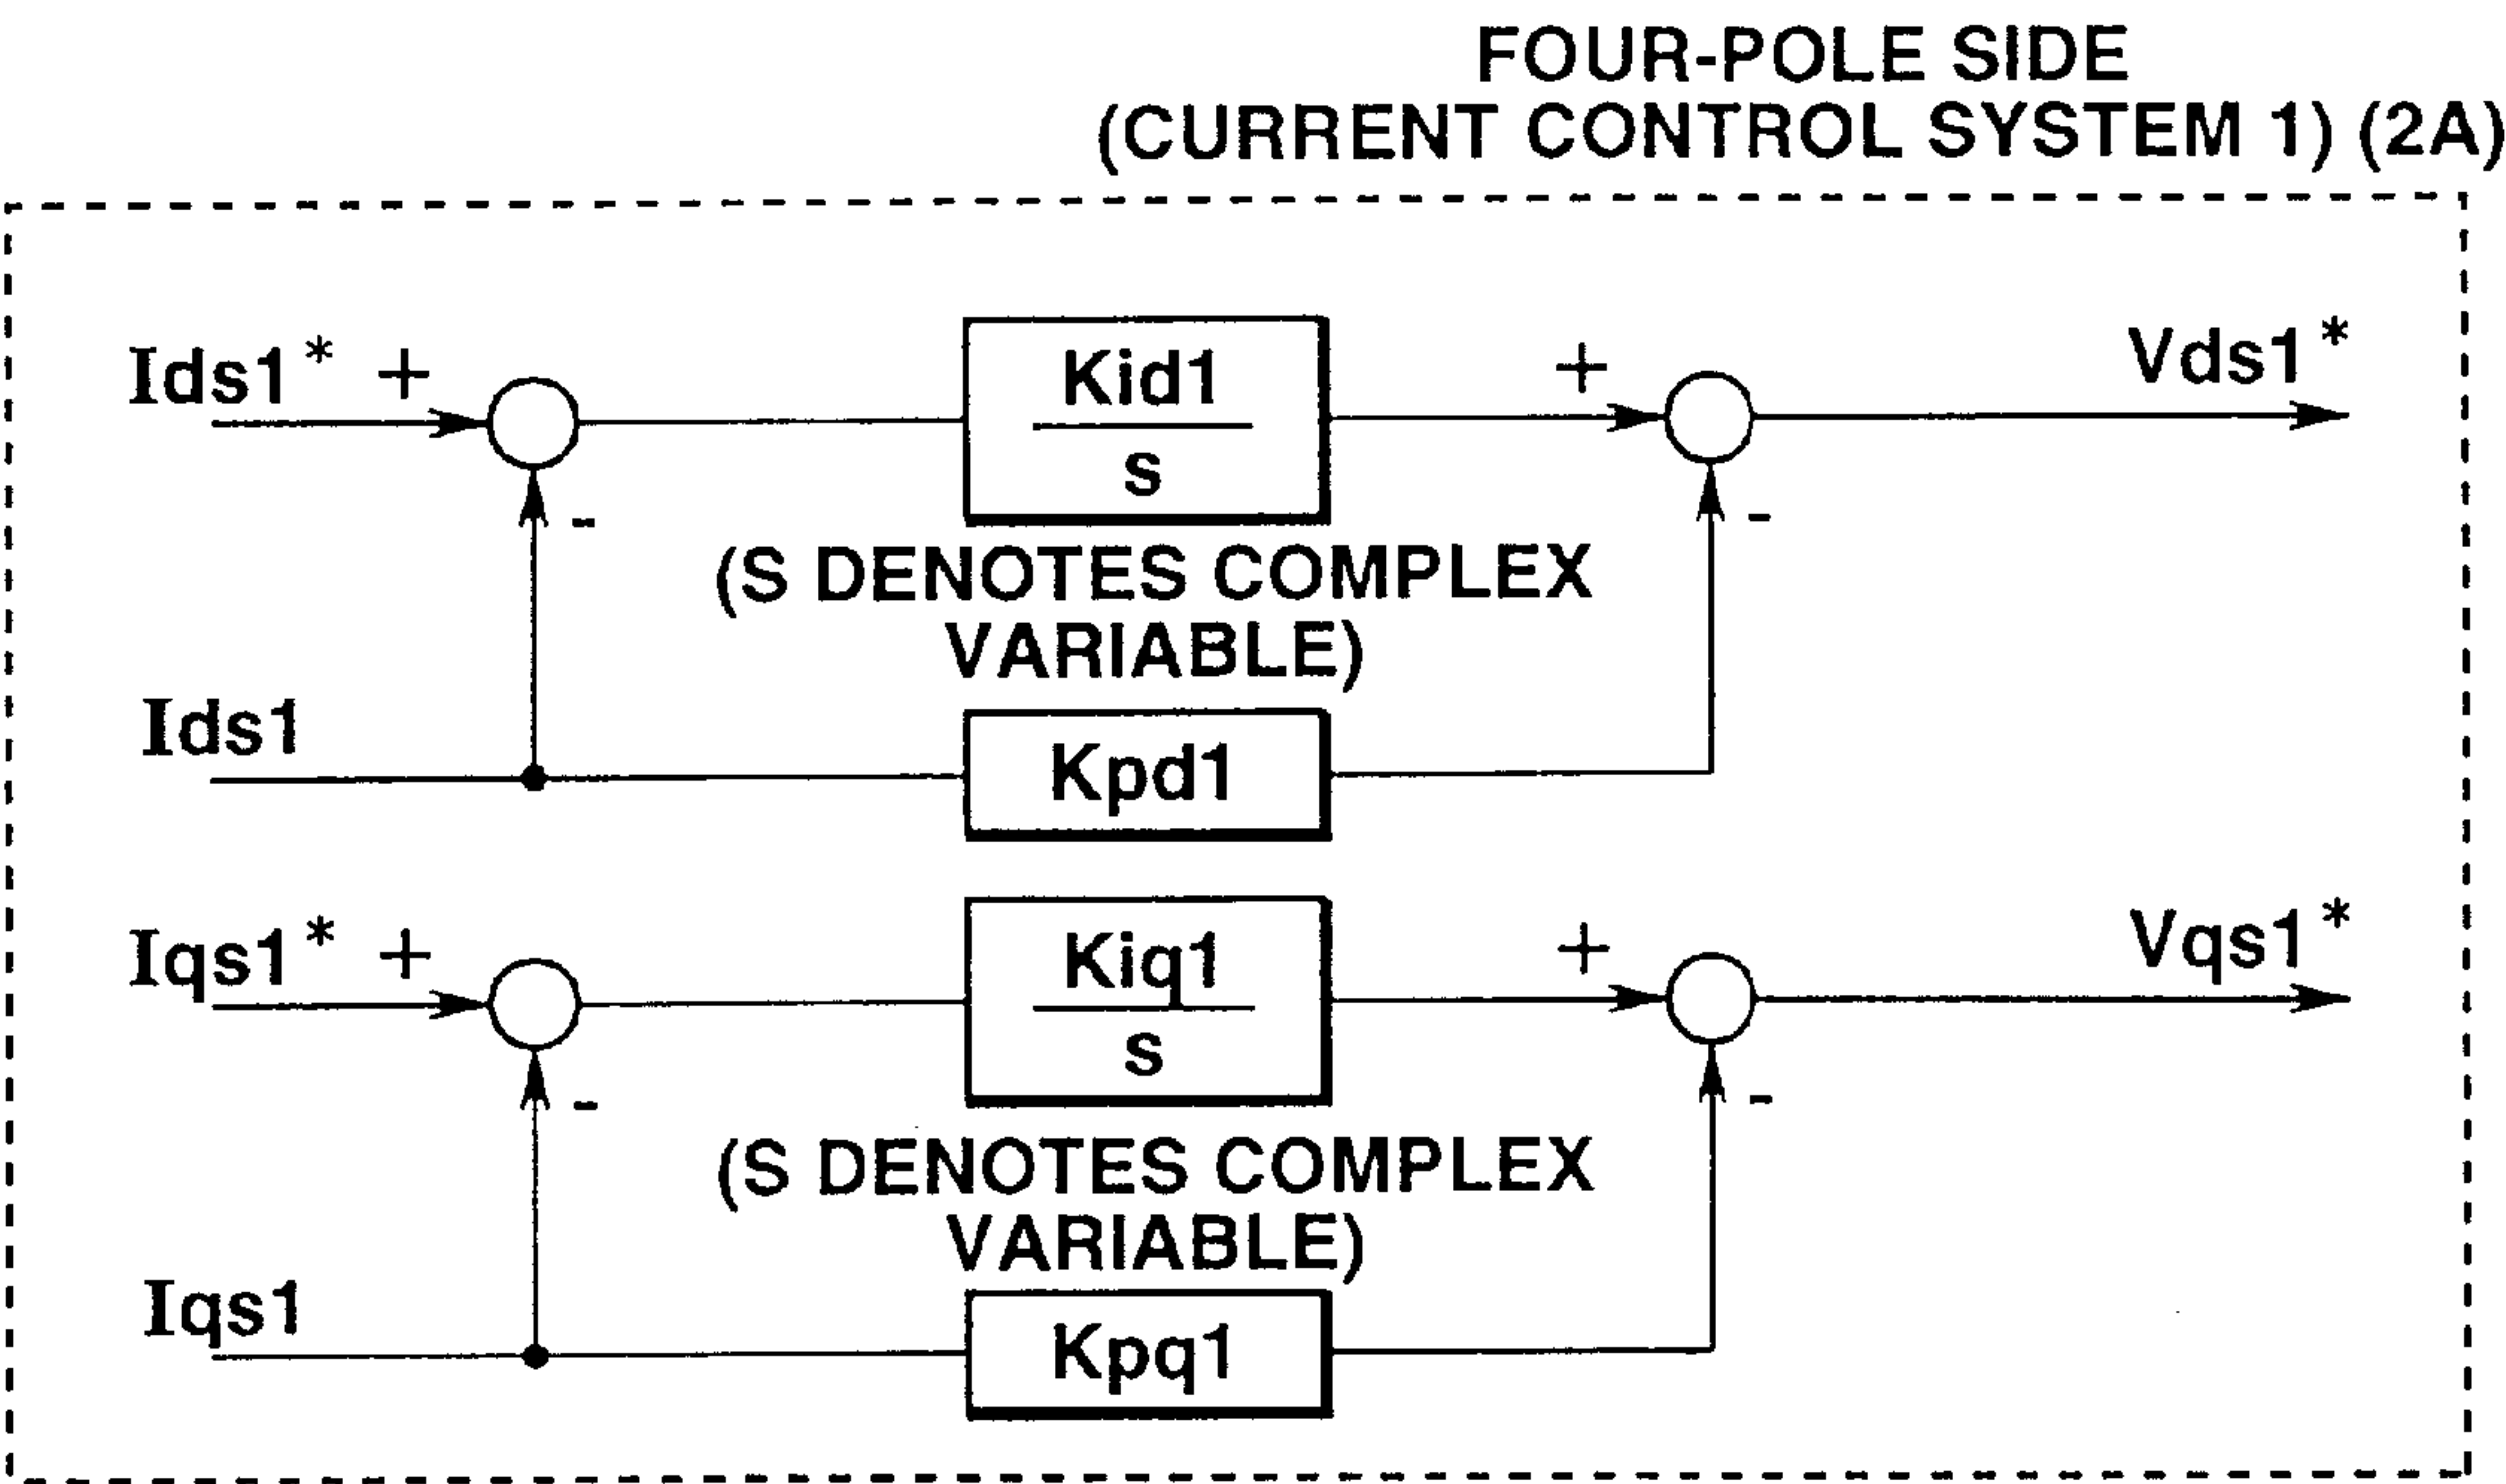 FOUR-POLE SIDE
(CURRENT CONTROL SYSTEM 1) (2A)
Ids1* +
Kid1
s
+
Vds1*
-
-
(S DENOTES COMPLEX
VARIABLE)
Ids1
Kpd1
Iqs1* +
Kiq1
s
+
Vqs1*
-
-
(S DENOTES COMPLEX
VARIABLE)
Iqs1
Kpq1